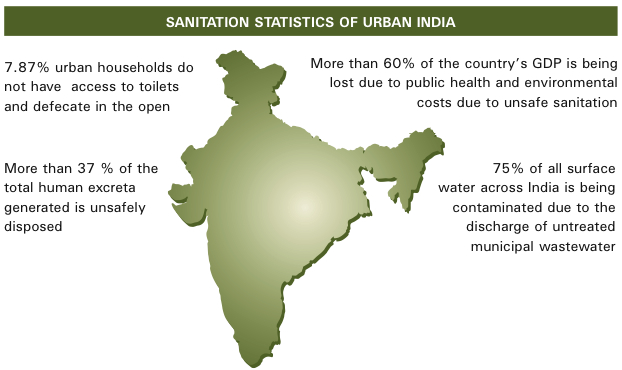 SANITATION STATISTICS OF URBAN INDIA
7.87% urban households do
not have access to toilets
and defecate in the open
More than 60% of the country's GDP is being
lost due to public health and environmental
costs due to unsafe sanitation
More than 37 % of the
total human excreta
generated is unsafely
disposed
75% of all surface
water across India is being
contaminated due to the
discharge of untreated
municipal wastewater